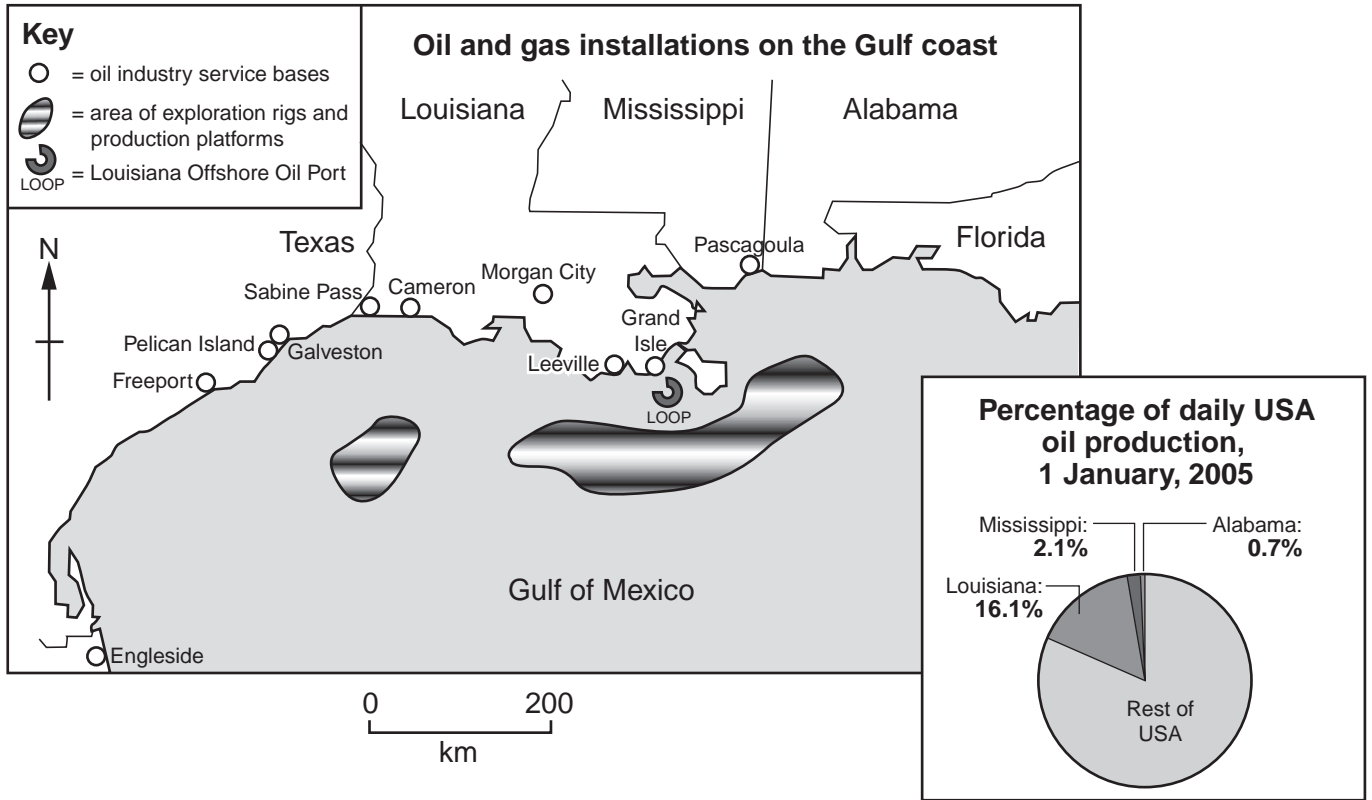 Key
= oil industry service bases
= area of exploration rigs and
production platforms
LOOP
= Louisiana Offshore Oil Port
Oil and gas installations on the Gulf coast
Louisiana
Mississippi
Alabama
N
Texas
Florida
Pascagoula
Morgan City
Cameron
Sabine Pass
Grand
Isle
Pelican Island
Galveston
Leeville
Freeport
LOOP
Gulf of Mexico
Engleside
0
200
km
Percentage of daily USA
oil production,
1 January, 2005
Mississippi:
2.1%
Alabama:
0.7%
Louisiana:
16.1%
Rest of
USA